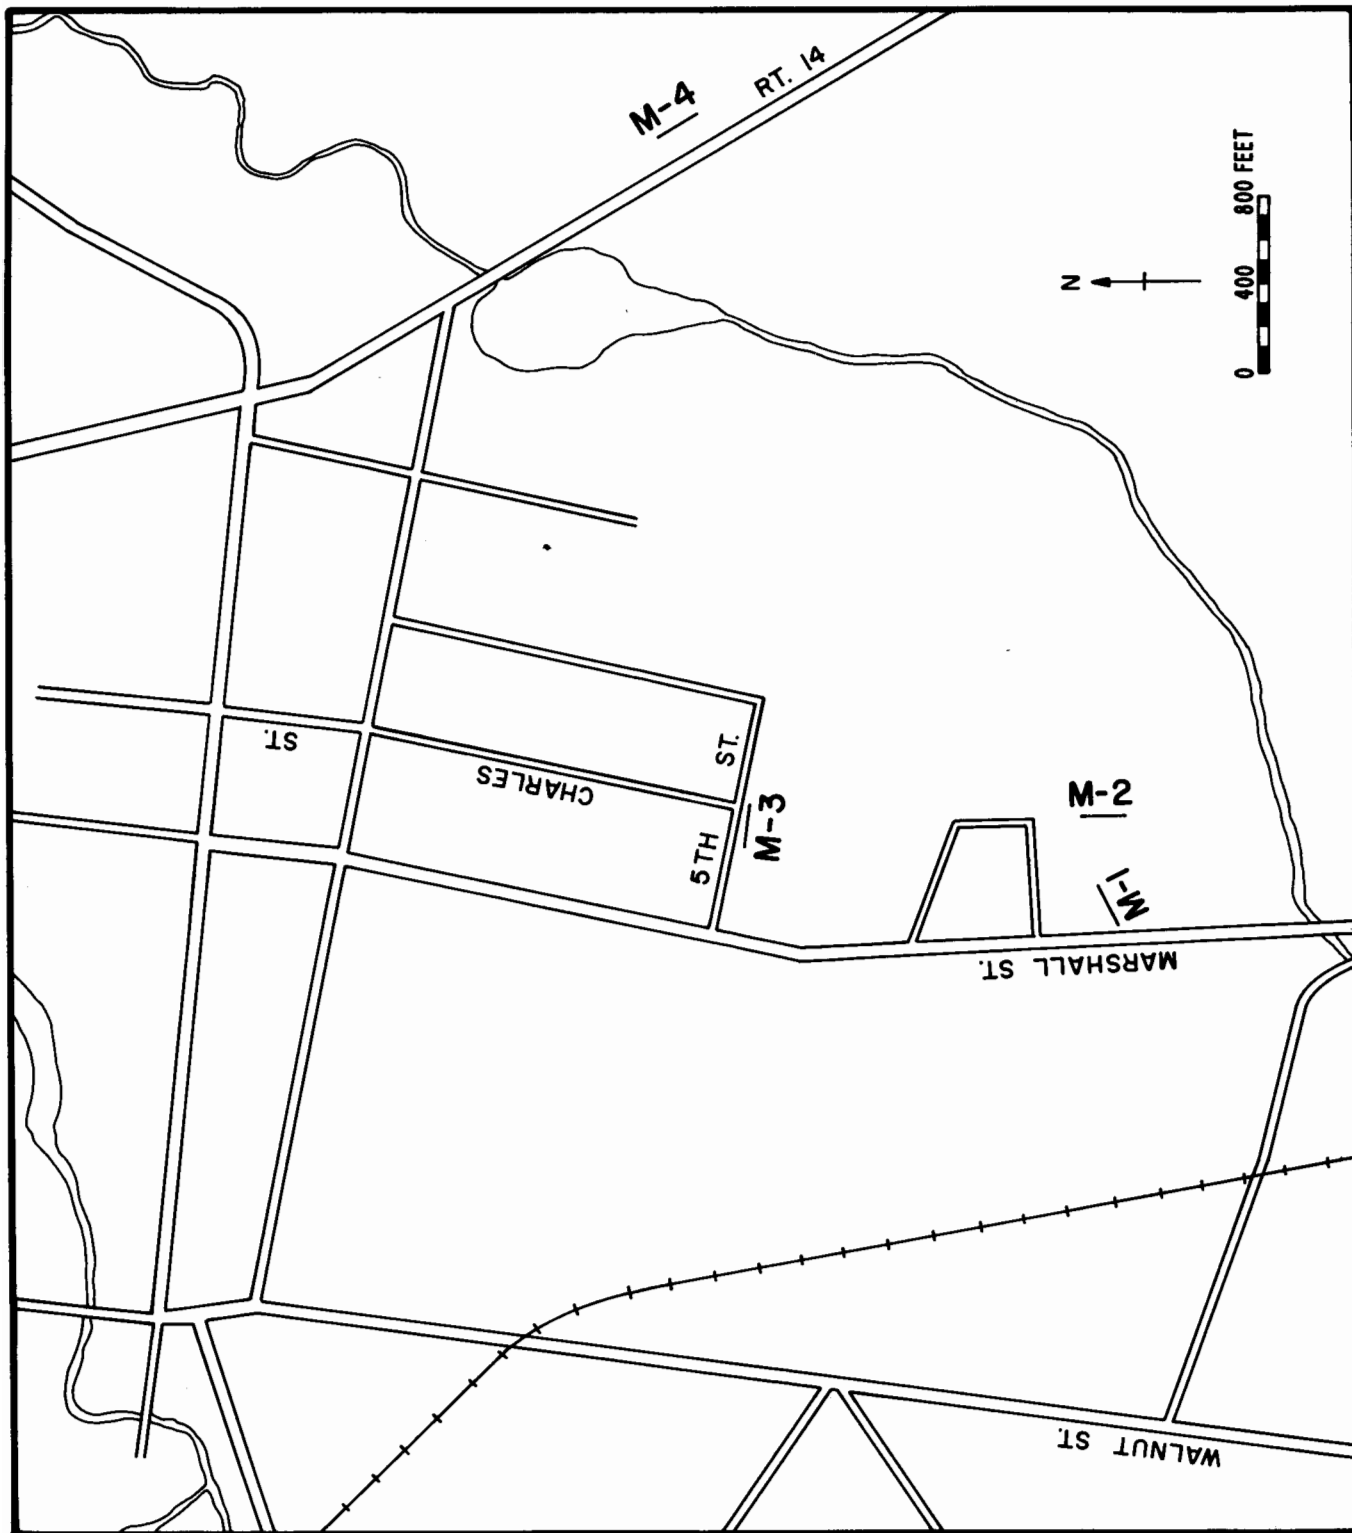 RT. 14
M-4
0 400 800 FEET
N
ST.
CHARLES
ST.
5TH
M-3
M-2
M-1
MARSHALL ST.
WALNUT ST.